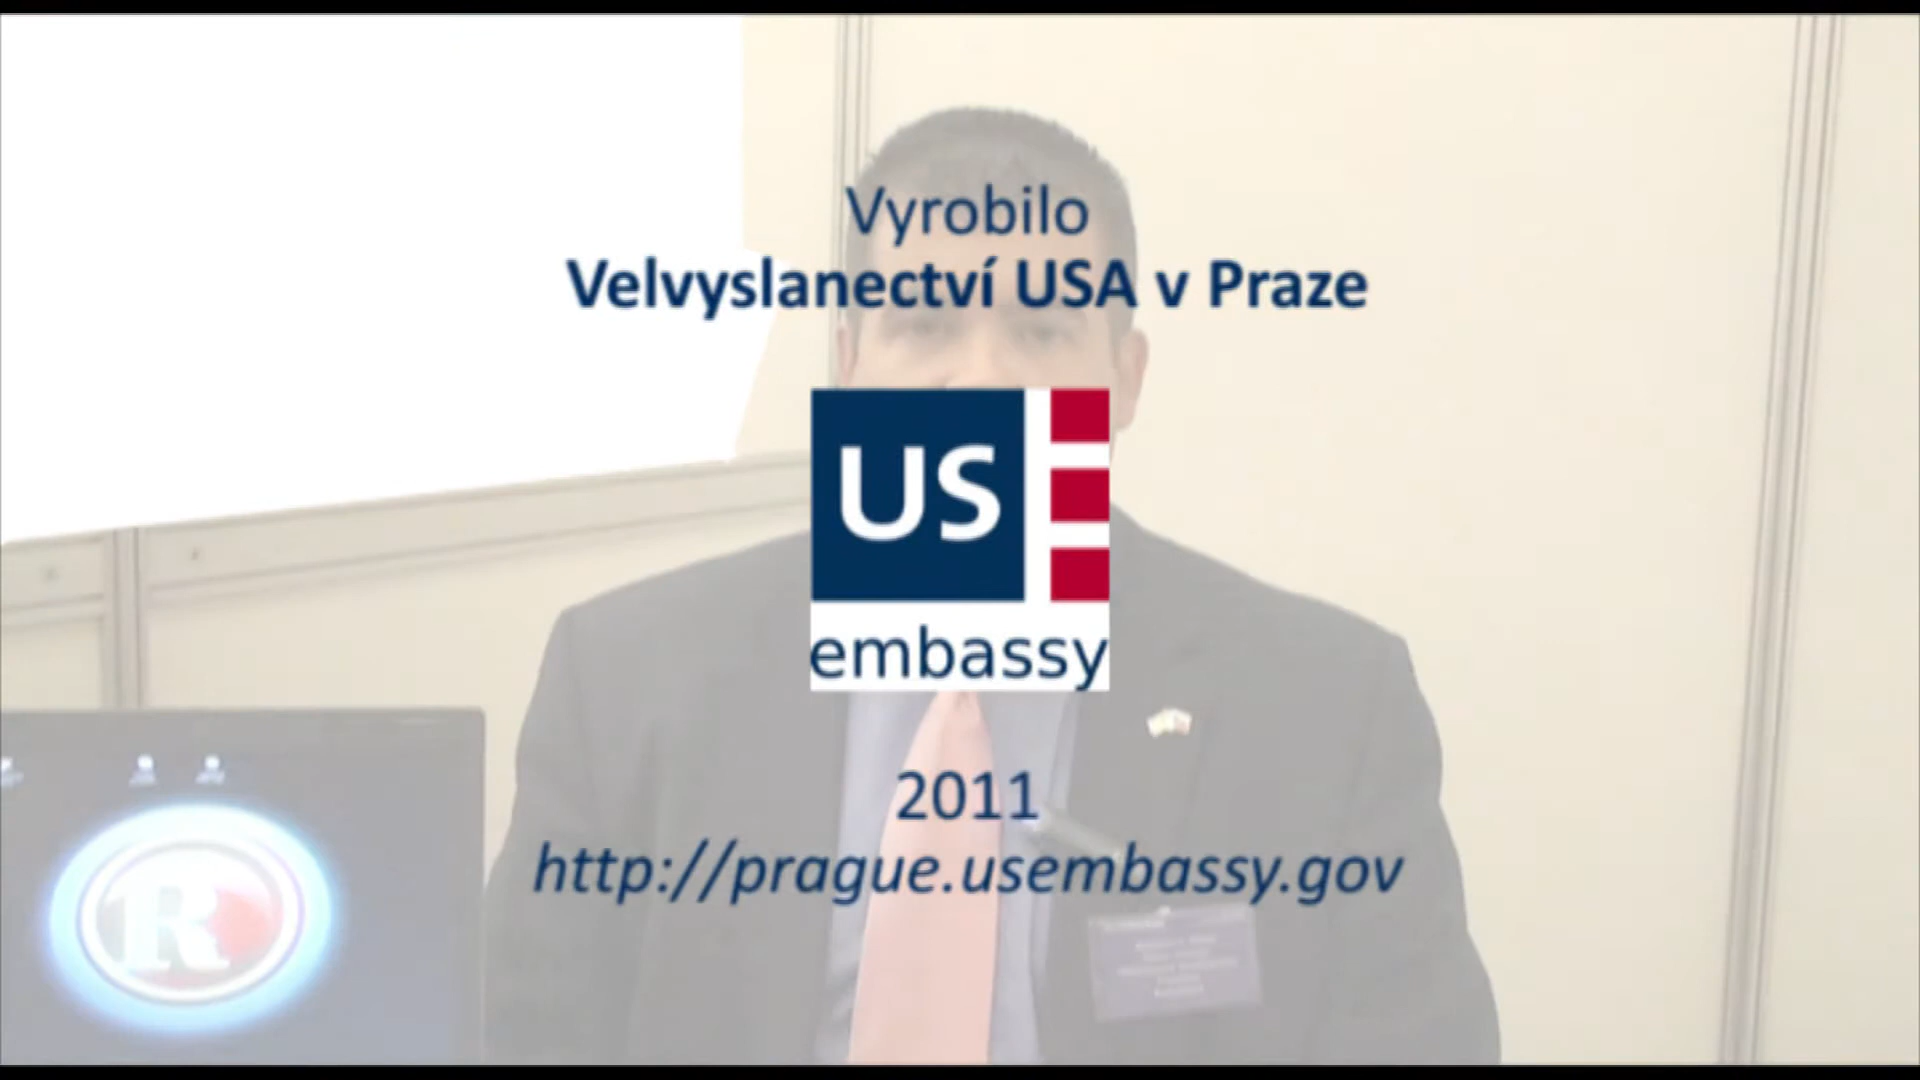 Vyrobilo
Velvyslanectví USA v Praze
US
embassy
2011
http://prague.usembassy.gov
R